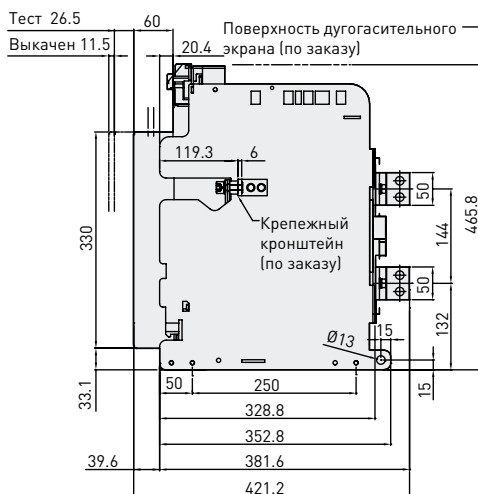 Тест 26.5
60
Поверхность дугогасительного
экрана (по заказу)
Выкачен 11.5
20.4
119.3
6
50
Крепежный
кронштейн
(по заказу)
330
144
465.8
50
132
Ø13
15
33.1
50
250
15
328.8
352.8
39.6
381.6
421.2